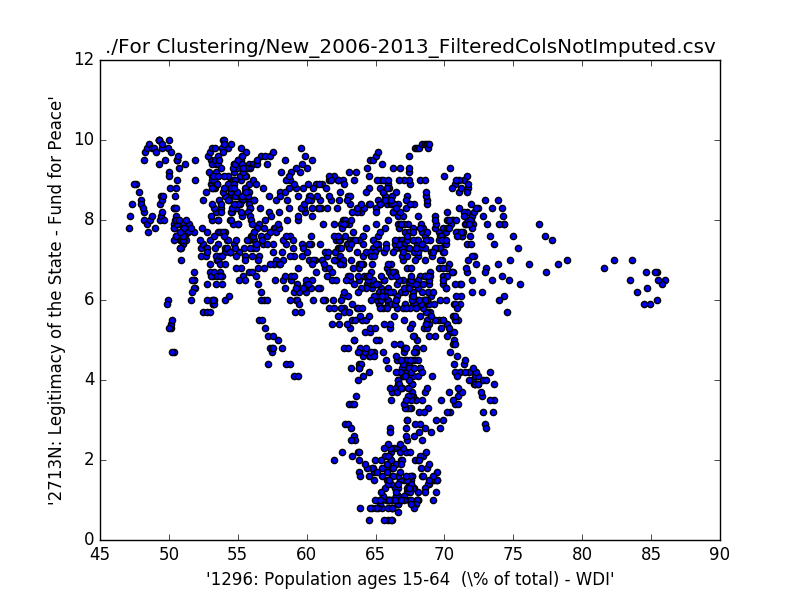 ./For Clustering/New_2006-2013_FilteredColsNotImputed.csv
12
10
8
6
4
2
0
'2713N: Legitimacy of the State - Fund for Peace'
45 50 55 60 65 70 75 80 85 90
'1296: Population ages 15-64  (\% of total) - WDI'